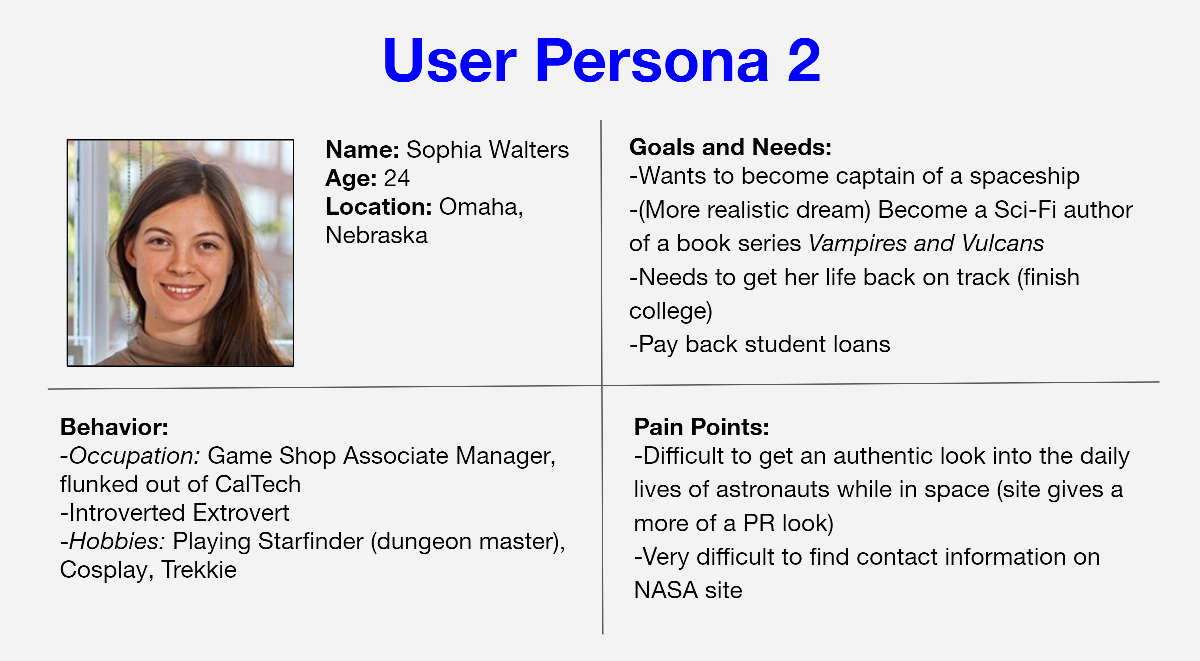 User Persona 2
Name: Sophia Walters
Age: 24
Location: Omaha,
Nebraska
Goals and Needs:
-Wants to become captain of a spaceship
-(More realistic dream) Become a Sci-Fi author
of a book series Vampires and Vulcans
-Needs to get her life back on track (finish
college)
-Pay back student loans
Behavior:
-Occupation: Game Shop Associate Manager,
flunked out of CalTech
-Introverted Extrovert
-Hobbies: Playing Starfinder (dungeon master),
Cosplay, Trekkie
Pain Points:
-Difficult to get an authentic look into the daily
lives of astronauts while in space (site gives a
more of a PR look)
-Very difficult to find contact information on
NASA site